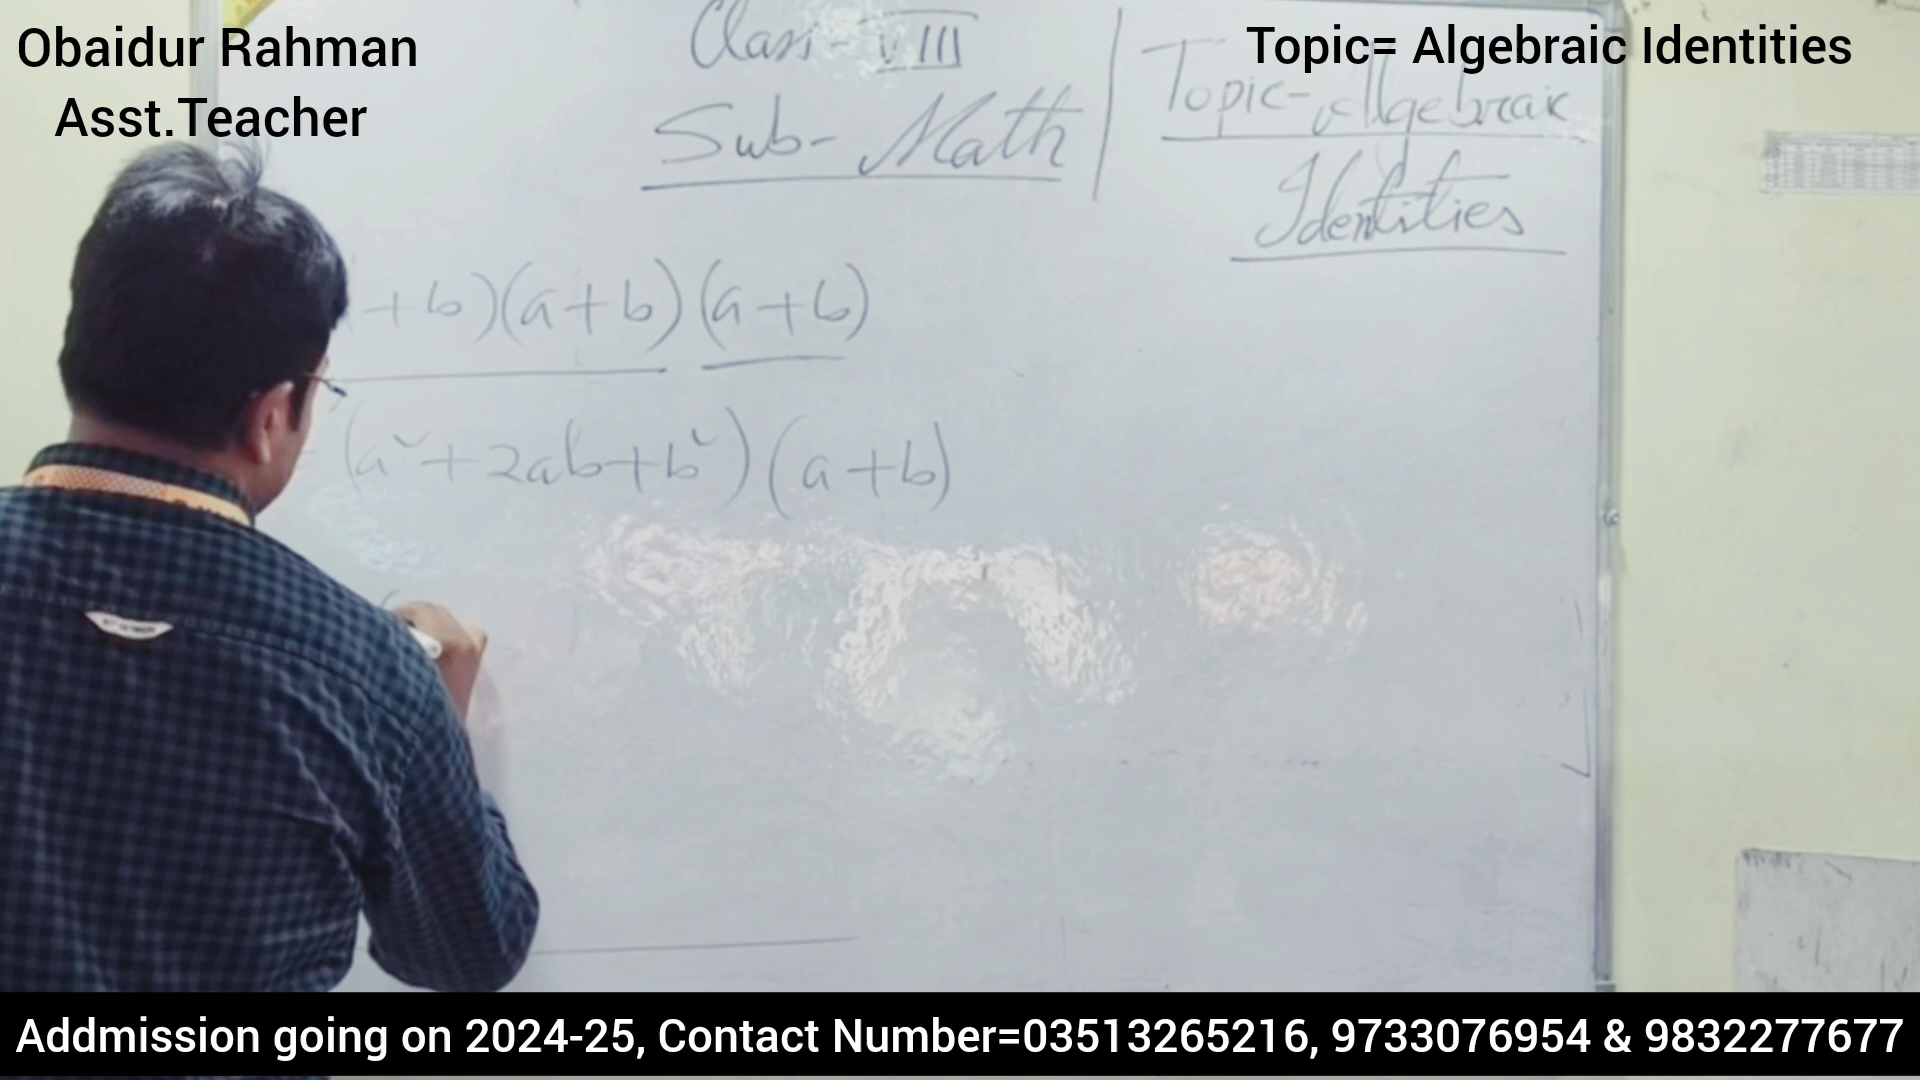 Obaidur Rahman
Asst.Teacher
Topic= Algebraic Identities
Class-VIII
Sub- Math
Topic- Algebraic
Identities
+b)(a+b)(a+b)
(a²+2ab+b²)(a+b)
Addmission going on 2024-25, Contact Number=03513265216, 9733076954 & 9832277677